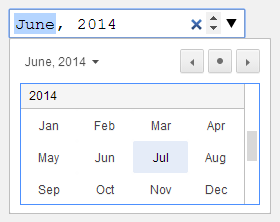 June, 2014
June, 2014
2014
Jan Feb Mar Apr
May Jun Jul Aug
Sep Oct Nov Dec